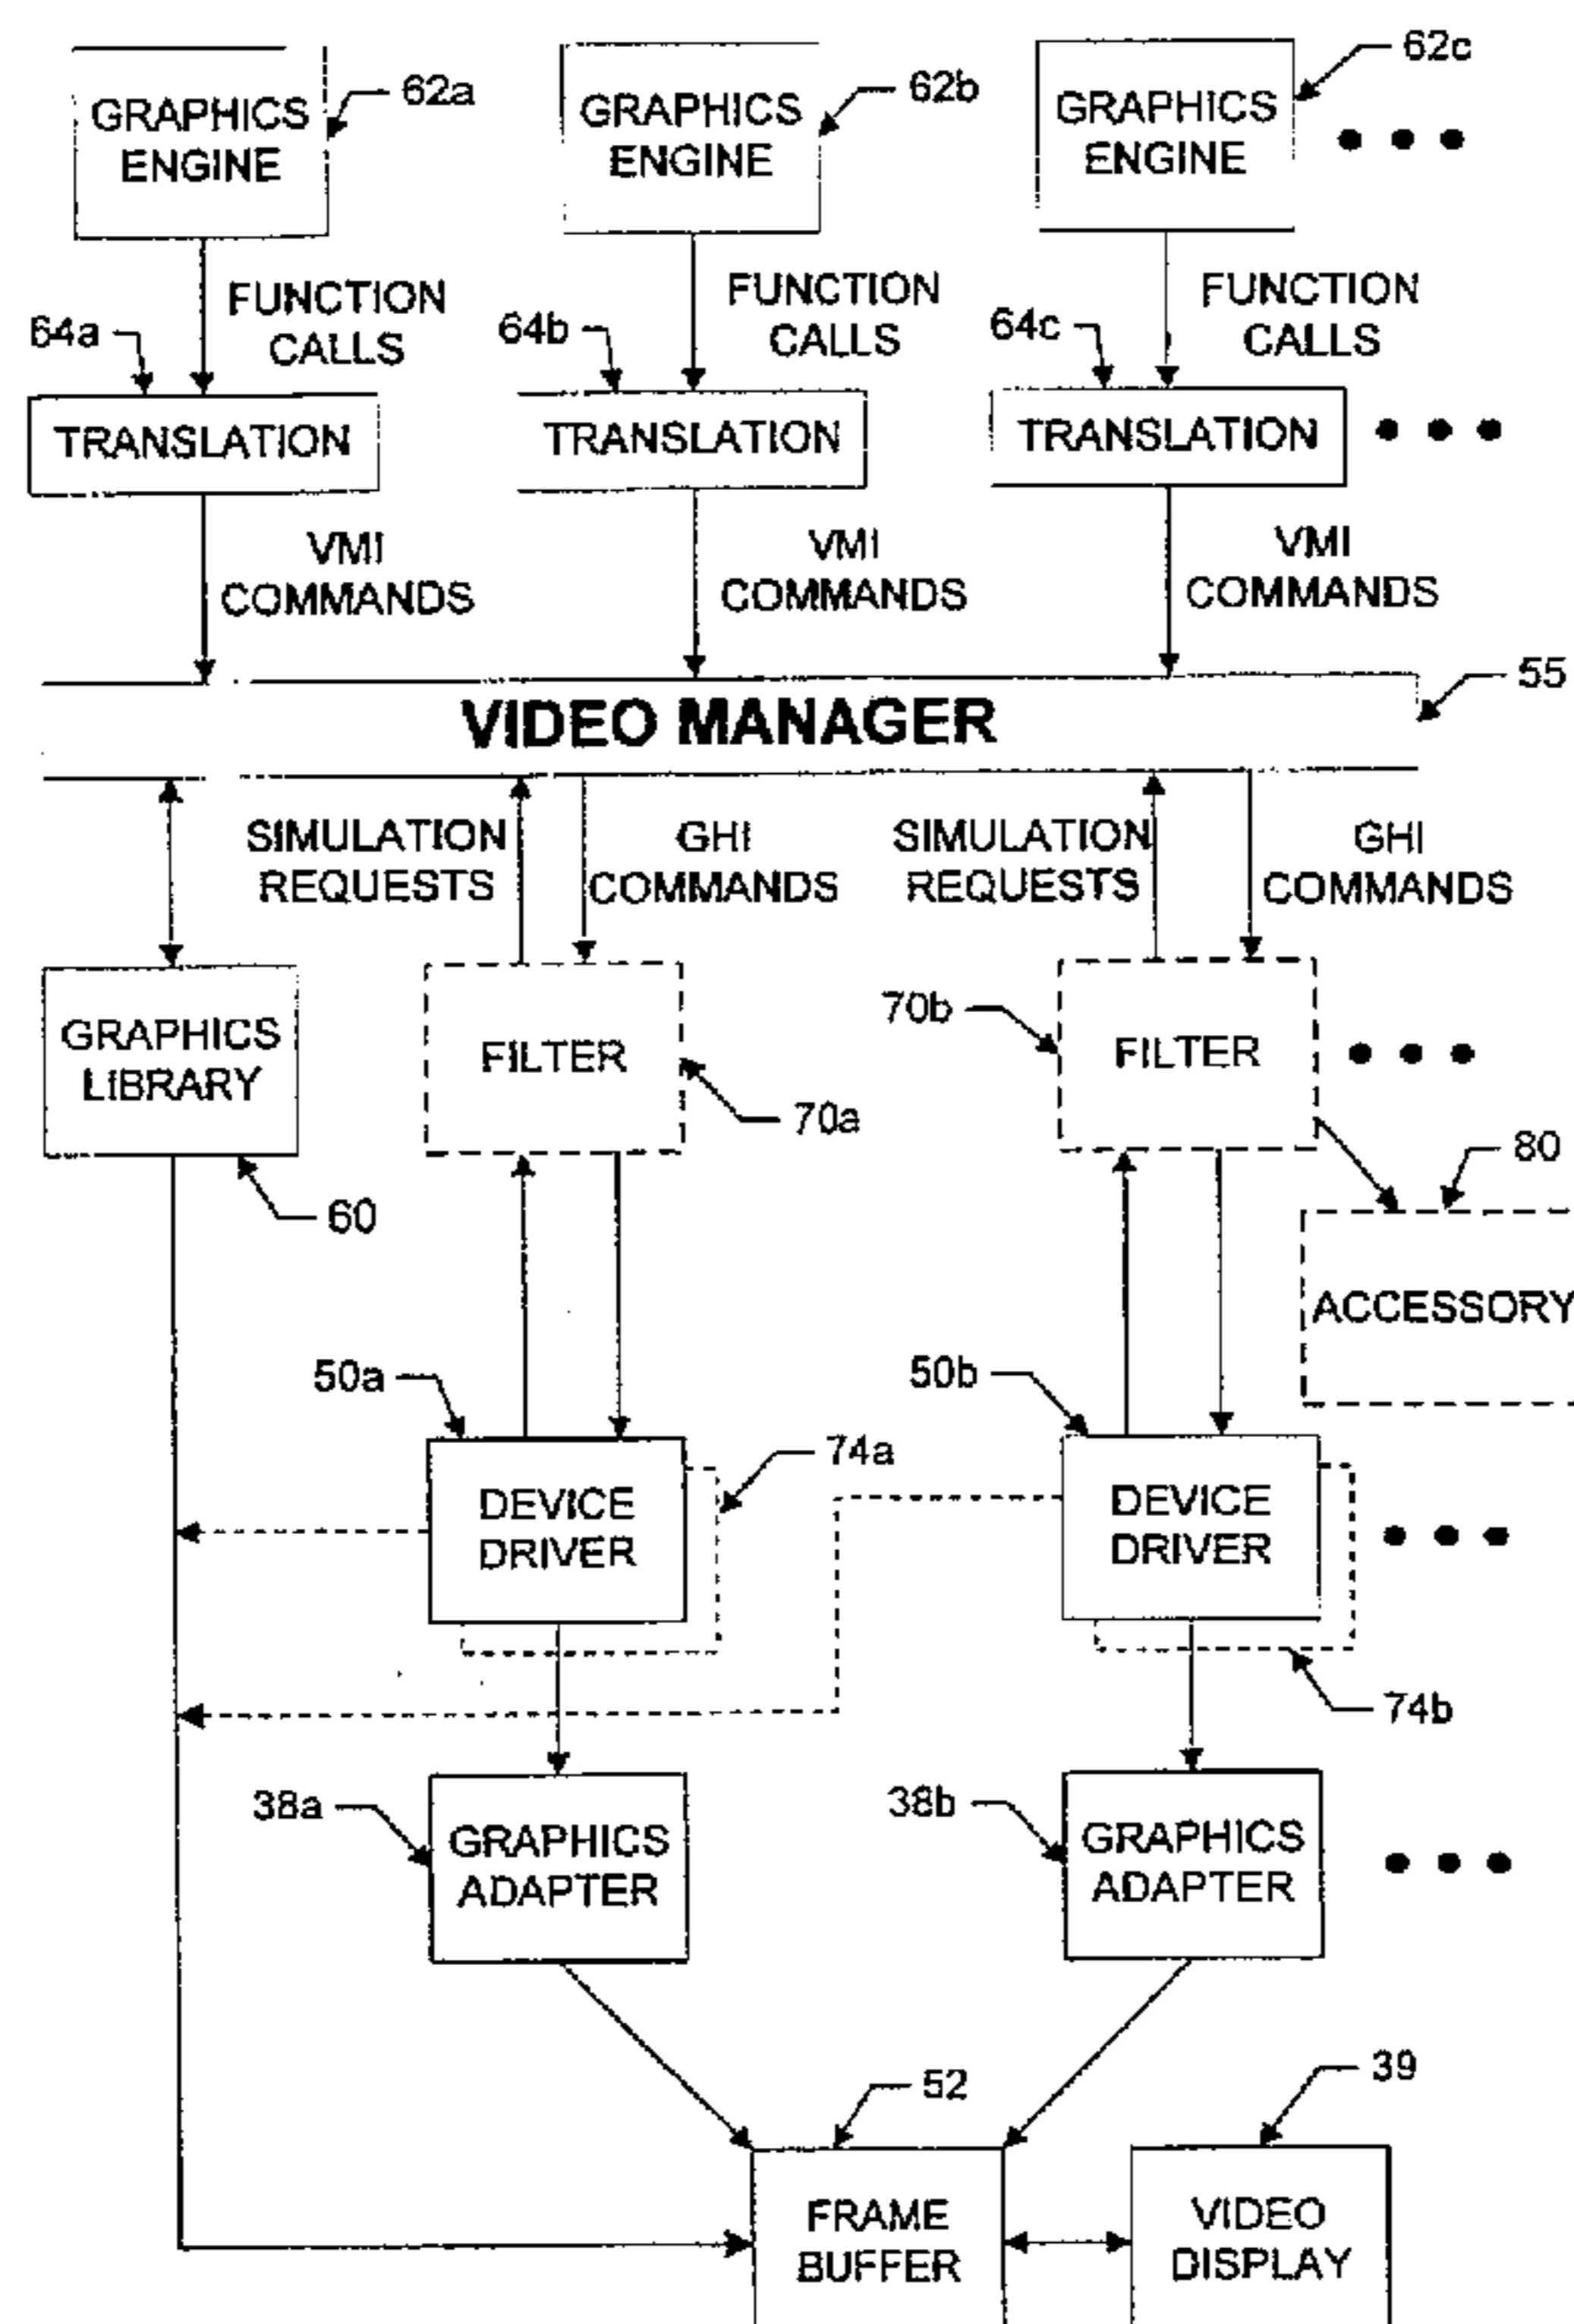 62a
62b
62c
GRAPHICS
ENGINE
GRAPHICS
ENGINE
GRAPHICS
ENGINE
FUNCTION
CALLS
FUNCTION
CALLS
FUNCTION
CALLS
64a
64b
64c
TRANSLATION
TRANSLATION
TRANSLATION
VMI
COMMANDS
VMI
COMMANDS
VMI
COMMANDS
55
VIDEO MANAGER
SIMULATION
REQUESTS
GHI
COMMANDS
SIMULATION
REQUESTS
GHI
COMMANDS
GRAPHICS
LIBRARY
FILTER
70b
FILTER
70a
80
60
ACCESSORY
50a
50b
74a
DEVICE
DRIVER
DEVICE
DRIVER
74b
38a
38b
GRAPHICS
ADAPTER
GRAPHICS
ADAPTER
52
39
FRAME
BUFFER
VIDEO
DISPLAY